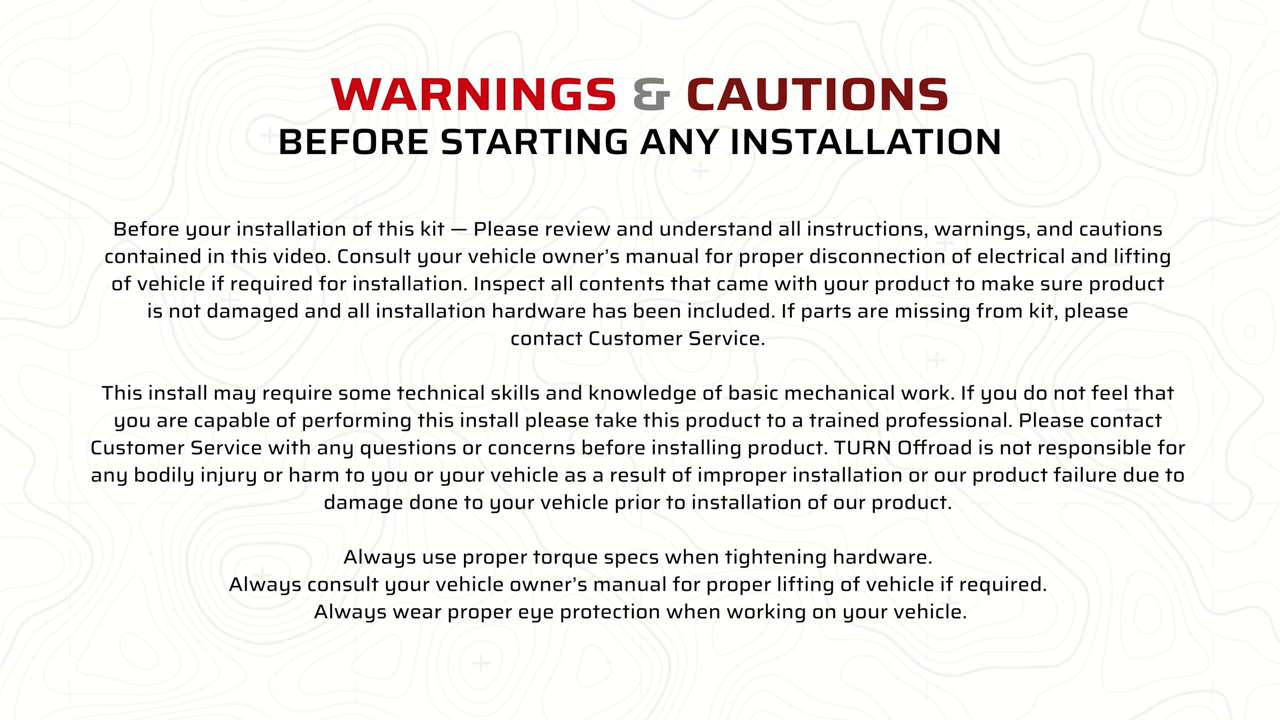 WARNINGS & CAUTIONS
BEFORE STARTING ANY INSTALLATION
Before your installation of this kit — Please review and understand all instructions, warnings, and cautions
contained in this video. Consult your vehicle owner’s manual for proper disconnection of electrical and lifting
of vehicle if required for installation. Inspect all contents that came with your product to make sure product
is not damaged and all installation hardware has been included. If parts are missing from kit, please
contact Customer Service.
This install may require some technical skills and knowledge of basic mechanical work. If you do not feel that
you are capable of performing this install please take this product to a trained professional. Please contact
Customer Service with any questions or concerns before installing product. TURN Offroad is not responsible for
any bodily injury or harm to you or your vehicle as a result of improper installation or our product failure due to
damage done to your vehicle prior to installation of our product.
Always use proper torque specs when tightening hardware.
Always consult your vehicle owner’s manual for proper lifting of vehicle if required.
Always wear proper eye protection when working on your vehicle.